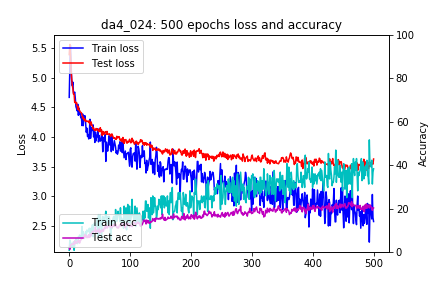 da4_024: 500 epochs loss and accuracy
Train loss
Test loss
Train acc
Test acc
Loss
5.5
5.0
4.5
4.0
3.5
3.0
2.5
0
100
200
300
400
500
100
80
60
40
20
0
Accuracy